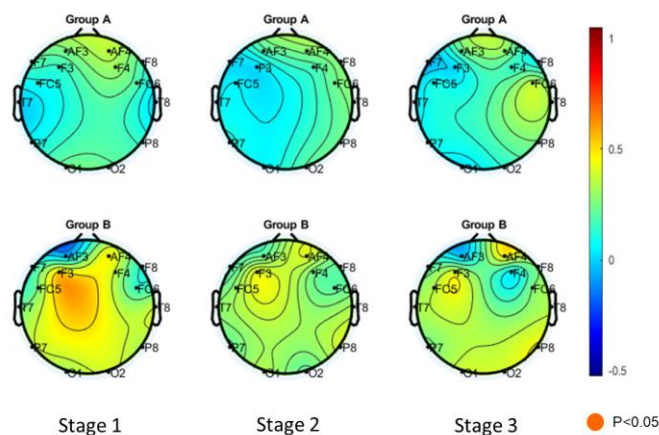 Group A Group A Group A
AF3 AF4 AF3 AF4 AF3 AF4
F7 F3 F4 F8 F7 F3 F4 F8 F7 F3 F4 F8
FC5 FC6 FC5 FC6 FC5 FC6
T7 T8 T7 T8 T7 T8
P7 P8 P7 P8 P7 P8
O1 O2 O1 O2 O1 O2
Group B Group B Group B
AF3 AF4 AF3 AF4 AF3 AF4
F7 F3 F4 F8 F7 F3 F4 F8 F7 F3 F4 F8
FC5 FC6 FC5 FC6 FC5 FC6
T7 T8 T7 T8 T7 T8
P7 P8 P7 P8 P7 P8
O1 O2 O1 O2 O1 O2
1
0.5
0
-0.5
Stage 1 Stage 2 Stage 3 P<0.05